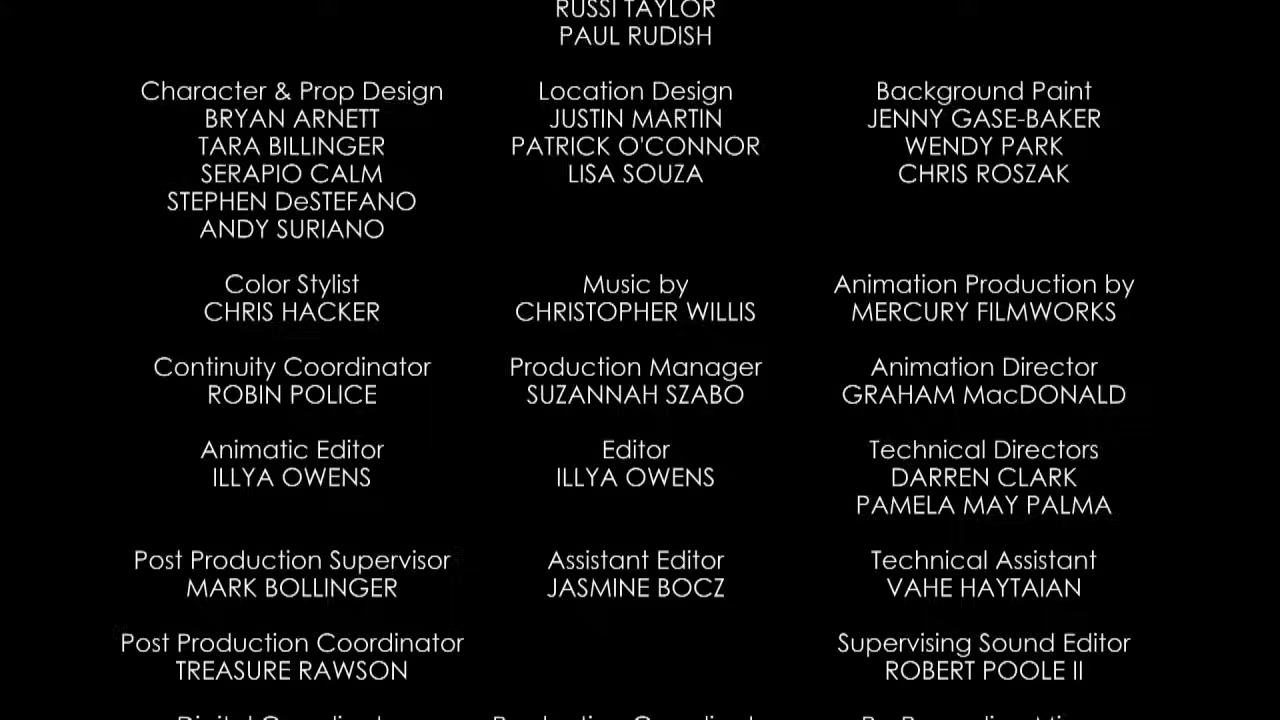 RUSSI TAYLOR
PAUL RUDISH
Character & Prop Design
BRYAN ARNETT
TARA BILLINGER
SERAPIO CALM
STEPHEN DeSTEFANO
ANDY SURIANO
Location Design
JUSTIN MARTIN
PATRICK O'CONNOR
LISA SOUZA
Background Paint
JENNY GASE-BAKER
WENDY PARK
CHRIS ROSZAK
Color Stylist
CHRIS HACKER
Music by
CHRISTOPHER WILLIS
Animation Production by
MERCURY FILMWORKS
Continuity Coordinator
ROBIN POLICE
Production Manager
SUZANNAH SZABO
Animation Director
GRAHAM MacDONALD
Animatic Editor
ILLYA OWENS
Editor
ILLYA OWENS
Technical Directors
DARREN CLARK
PAMELA MAY PALMA
Post Production Supervisor
MARK BOLLINGER
Assistant Editor
JASMINE BOCZ
Technical Assistant
VAHE HAYTAIAN
Post Production Coordinator
TREASURE RAWSON
Supervising Sound Editor
ROBERT POOLE II